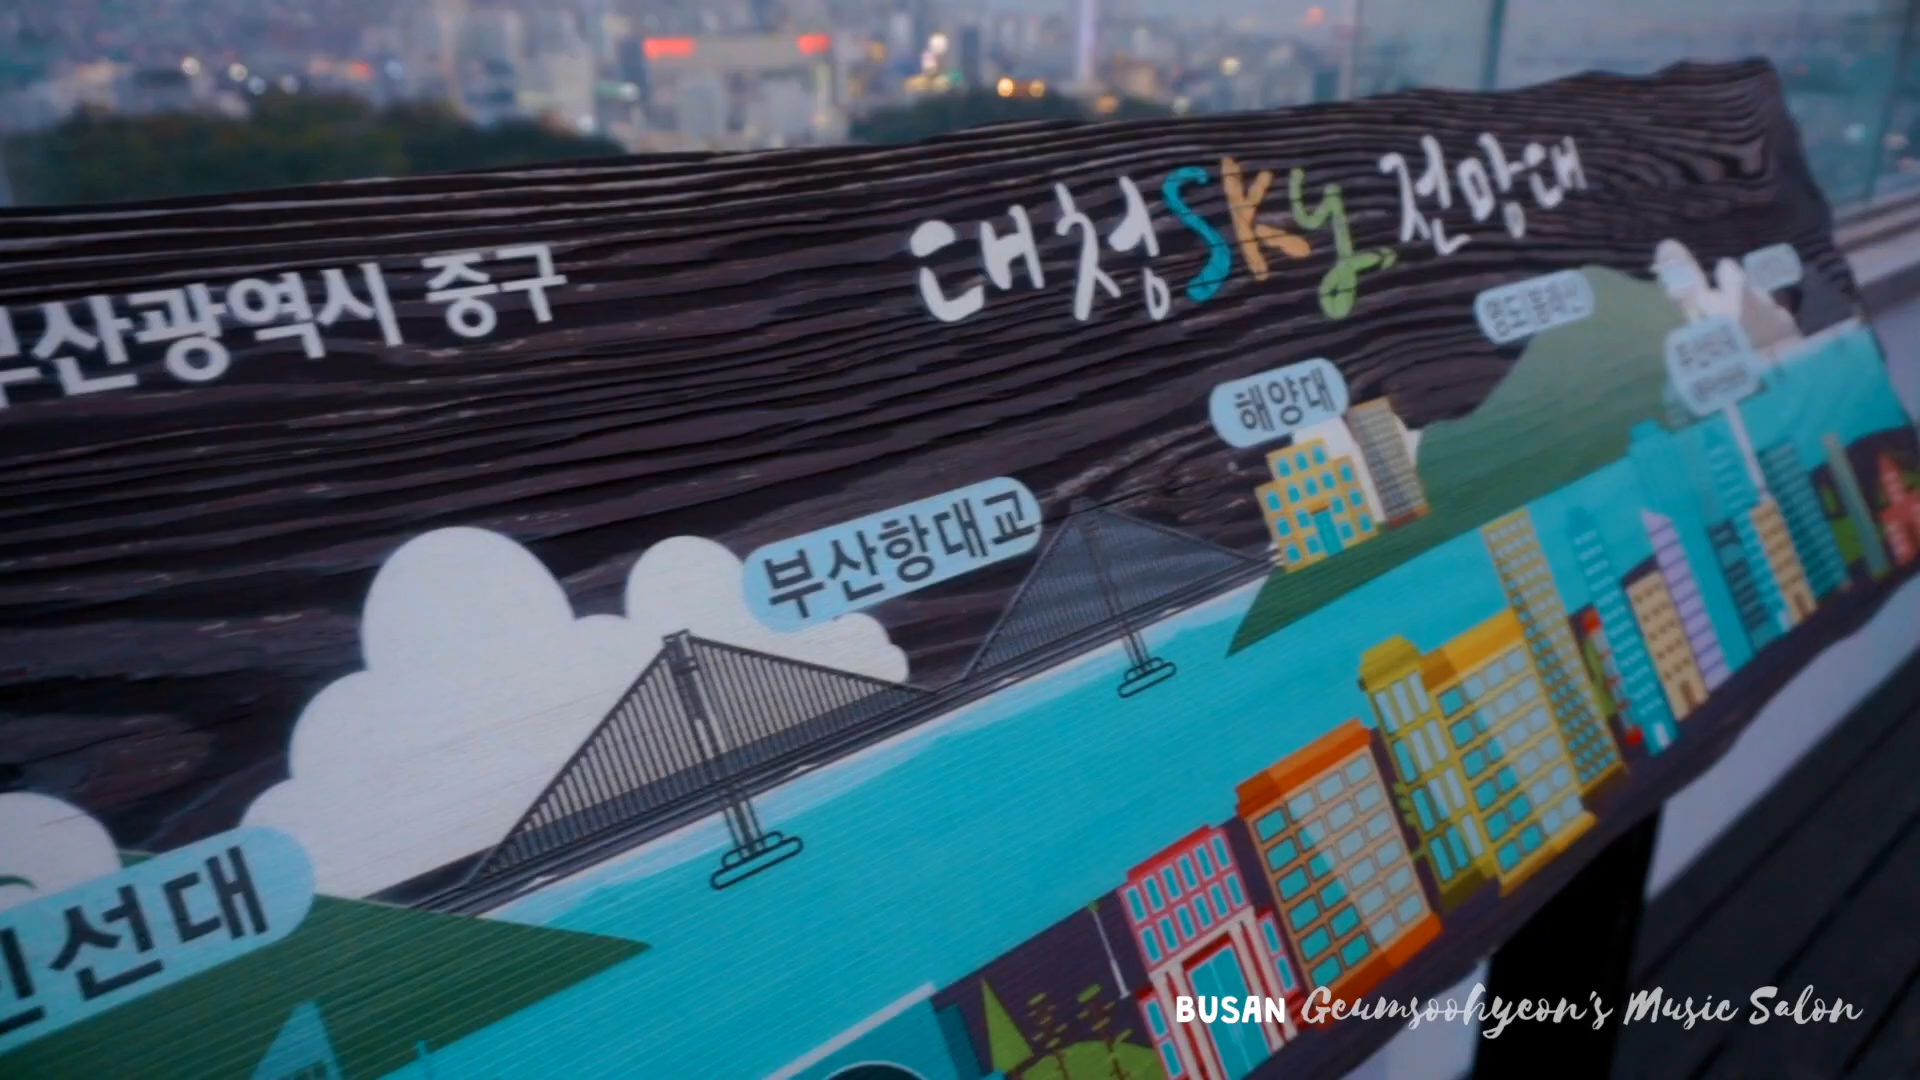 부산광역시 중구
대청sky 전망대
해양대
부산항대교
신선대
BUSAN Geumsoohyeon's Music Salon